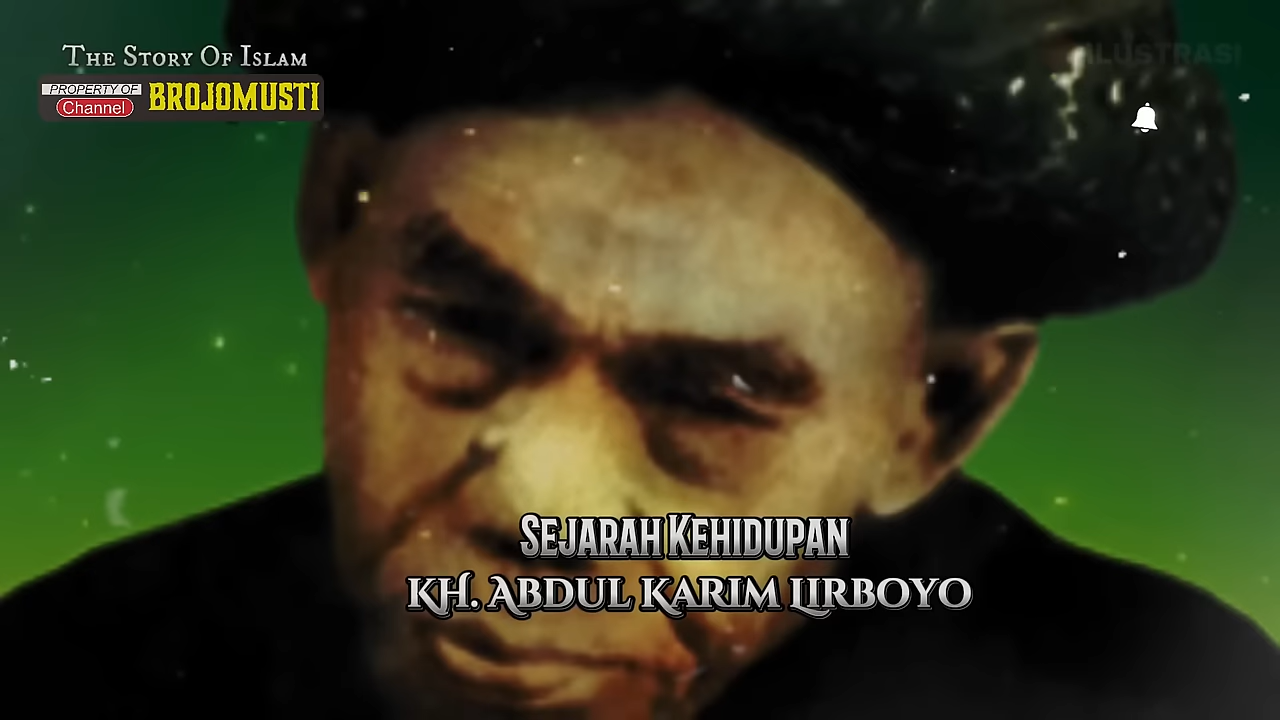 The Story Of Islam
PROPERTY OF
Channel
BROJOMUSTI
ILUSTRASI
Sejarah Kehidupan
KH. Abdul Karim Lirboyo